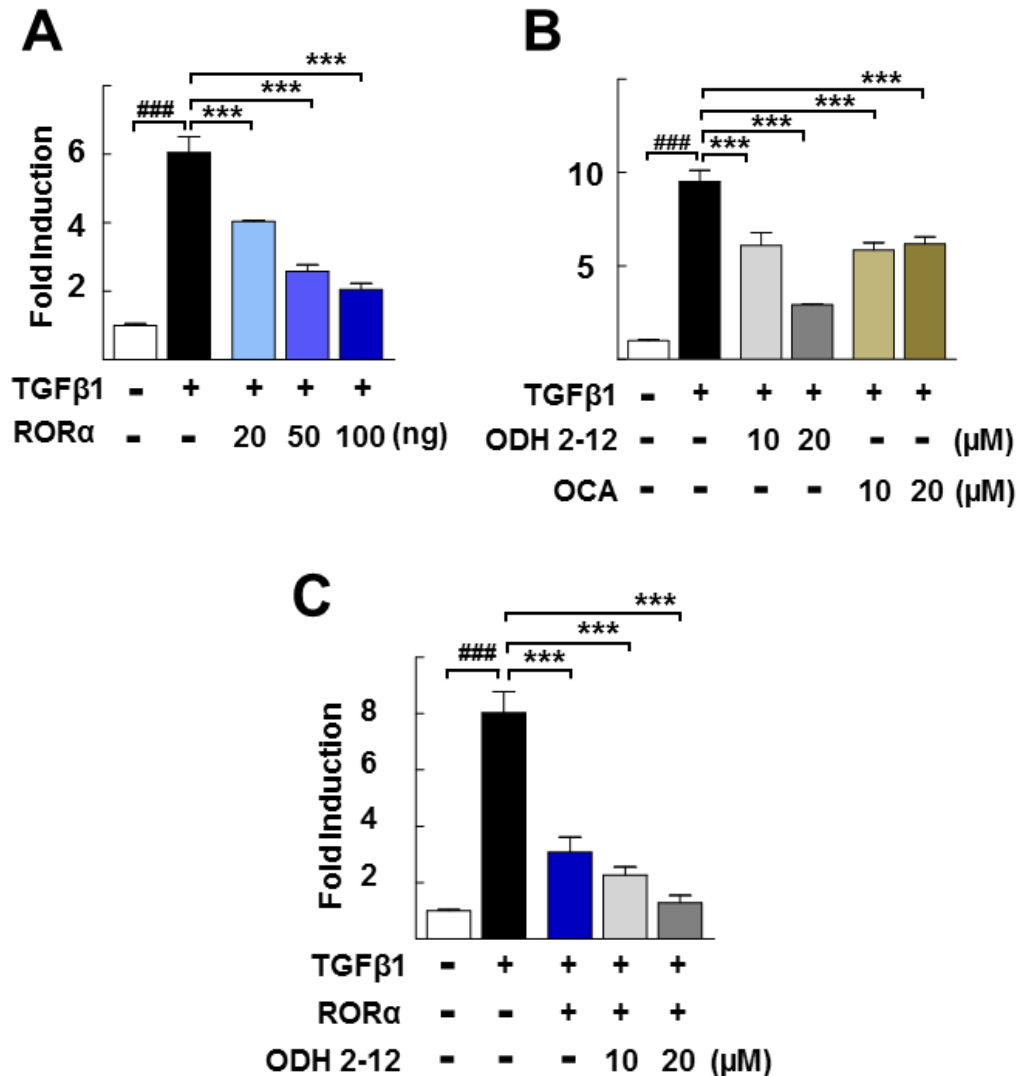 A
***
***
### ***
Fold Induction
6
4
2
TGFβ1 - + + + +
RORα - - 20 50 100 (ng)
B
***
***
***
### ***
10
5
TGFβ1 - + + + + +
ODH 2-12 - - 10 20 - - (µM)
OCA - - - - 10 20 (µM)
C
***
***
### ***
Fold Induction
8
6
4
2
TGFβ1 - + + + +
RORα - - + + +
ODH 2-12 - - - 10 20 (µM)